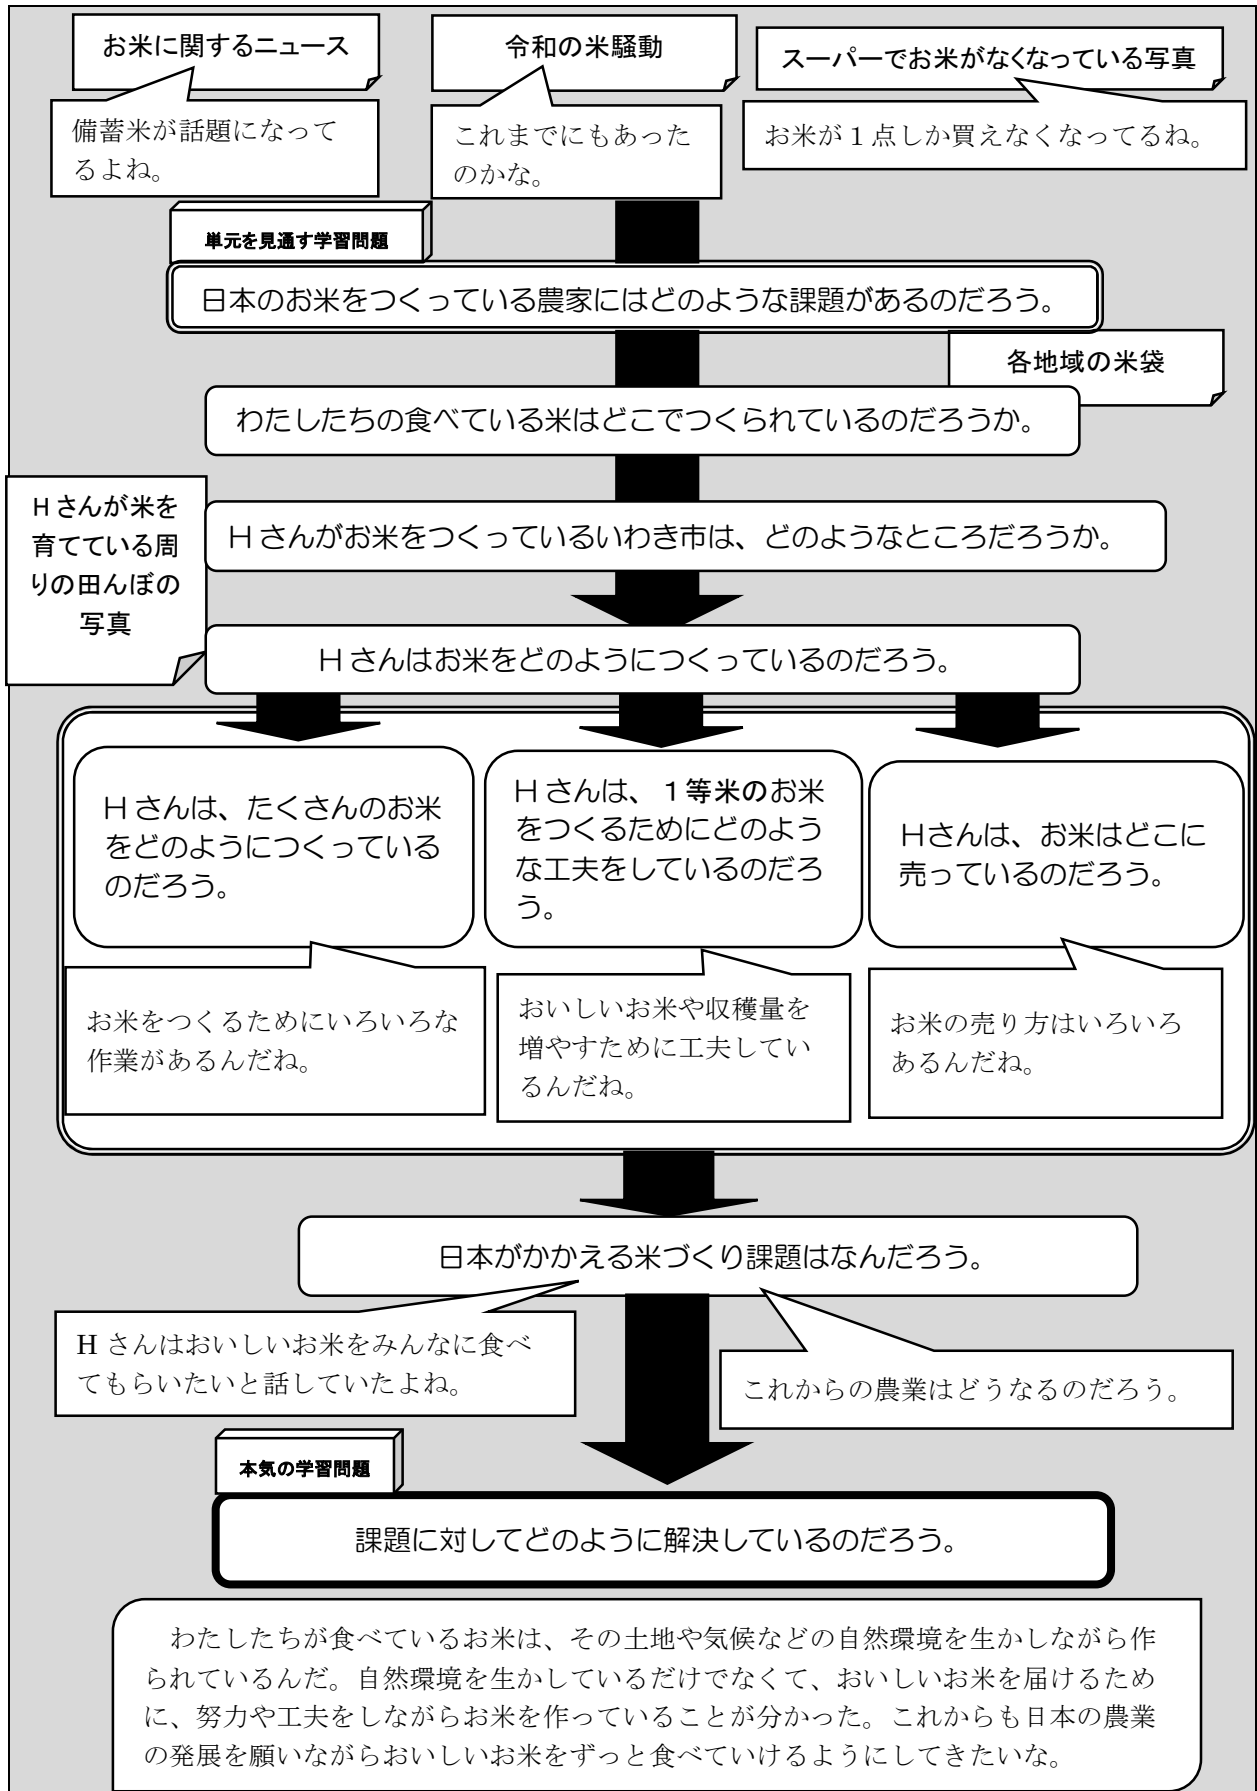 お米に関するニュース
令和の米騒動
スーパーでお米がなくなっている写真
備蓄米が話題になって
るよね。
これまでにもあった
のかな。
お米が１点しか買えなくなってるね。
単元を見通す学習問題
日本のお米をつくっている農家にはどのような課題があるのだろう。
各地域の米袋
わたしたちの食べている米はどこでつくられているのだろうか。
Ｈさんが米を
育てている周
りの田んぼの
写真
Ｈさんがお米をつくっているいわき市は、どのようなところだろうか。
Ｈさんはお米をどのようにつくっているのだろう。
Ｈさんは、たくさんのお米
をどのようにつくっている
のだろう。
Ｈさんは、１等米のお米
をつくるためにどのよう
な工夫をしているのだろ
う。
Ｈさんは、お米はどこに
売っているのだろう。
お米をつくるためにいろいろな
作業があるんだね。
おいしいお米や収穫量を
増やすために工夫してい
るんだね。
お米の売り方はいろいろ
あるんだね。
日本がかかえる米づくり課題はなんだろう。
H さんはおいしいお米をみんなに食べ
てもらいたいと話していたよね。
これからの農業はどうなるのだろう。
本気の学習問題
課題に対してどのように解決しているのだろう。
わたしたちが食べているお米は、その土地や気候などの自然環境を生かしながら作
られているんだ。自然環境を生かしているだけでなくて、おいしいお米を届けるため
に、努力や工夫をしながらお米を作っていることが分かった。これからも日本の農業
の発展を願いながらおいしいお米をずっと食べていけるようにしてきたいな。